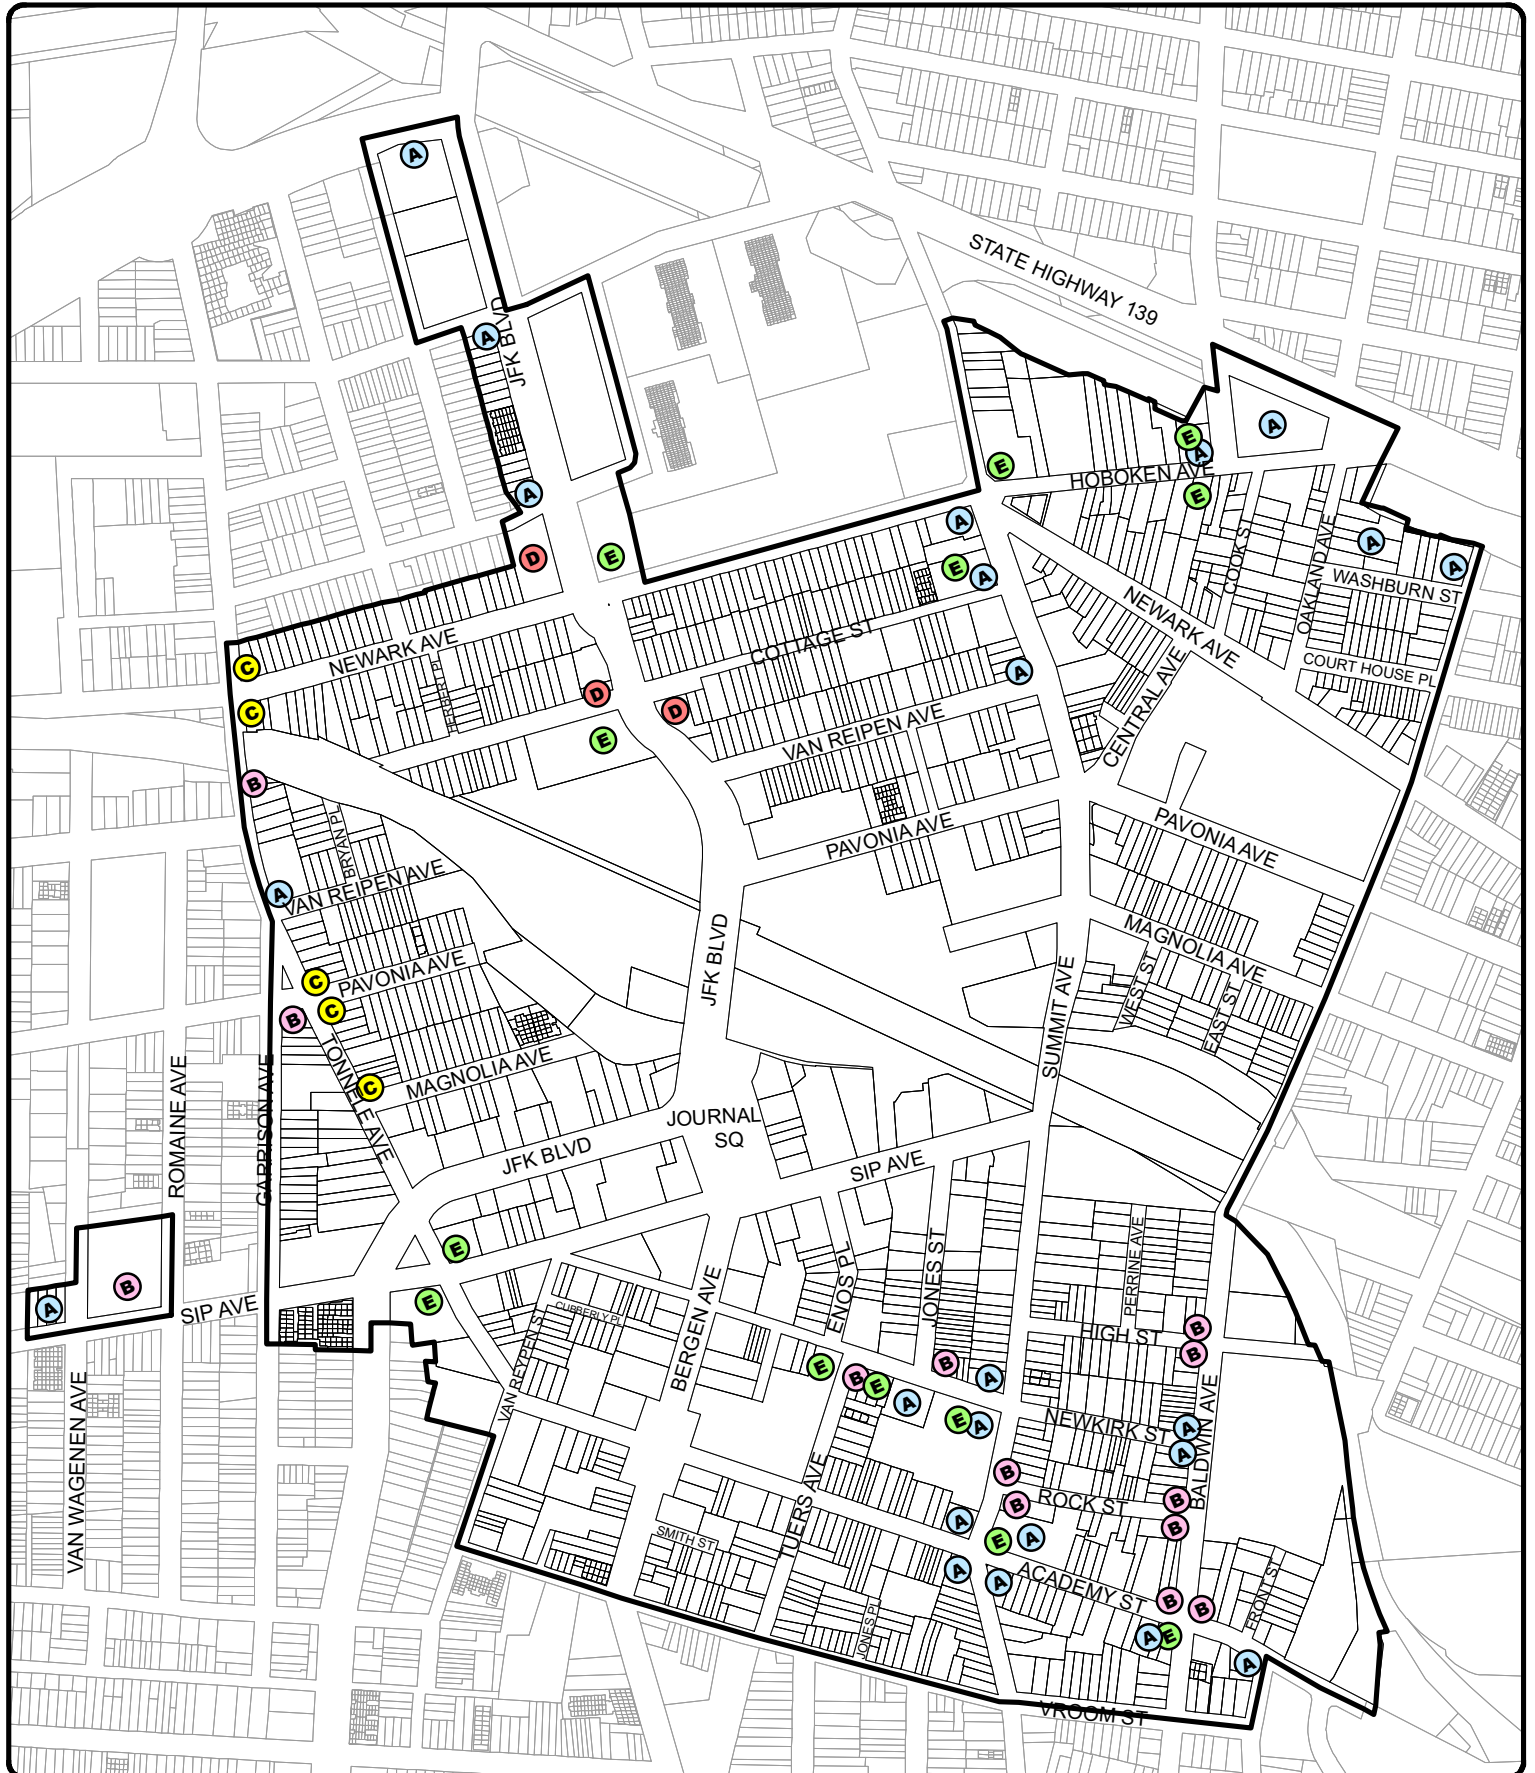 A
STATE HIGHWAY 139
JFK BLVD
A
A
E
A
HOBOKEN AVE
E
E
A
A
D
E
E
A
COOK S
OAKLAND AVE
A
A
WASHBURN ST
NEWARK AVE
NEWARK AVE
COTTAGE ST
COURT HOUSE PL
C
C
HERBERT PL
D
D
E
A
VAN REIPEN AVE
CENTRAL AVE
B
BRYAN PL
PAVONIA AVE
PAVONIA AVE
A
VAN REIPEN AVE
JFK BLVD
MAGNOLIA AVE
C
PAVONIA AVE
C
B
SUMMIT AVE
WEST ST
EAST ST
TONNELE AVE
MAGNOLIA AVE
C
ROMAINE AVE
GARRISON AVE
JOURNAL
SQ
JFK BLVD
SIP AVE
E
E
B
A
SIP AVE
VAN WAGENEN AVE
CUBBERLY PL
VAN REYPEN S
BERGEN AVE
ENOS PL
JONES ST
PERRINE AVE
HIGH ST
B
B
E
B
E
A
B
A
E
A
NEWKIRK ST
A
A
BALDWIN AVE
B
B
ROCK ST
B
B
TUERS AVE
SMITH ST
A
E
A
A
A
ACADEMY ST
B
B
A
E
FRONT S
JONES PL
A
VROOM ST